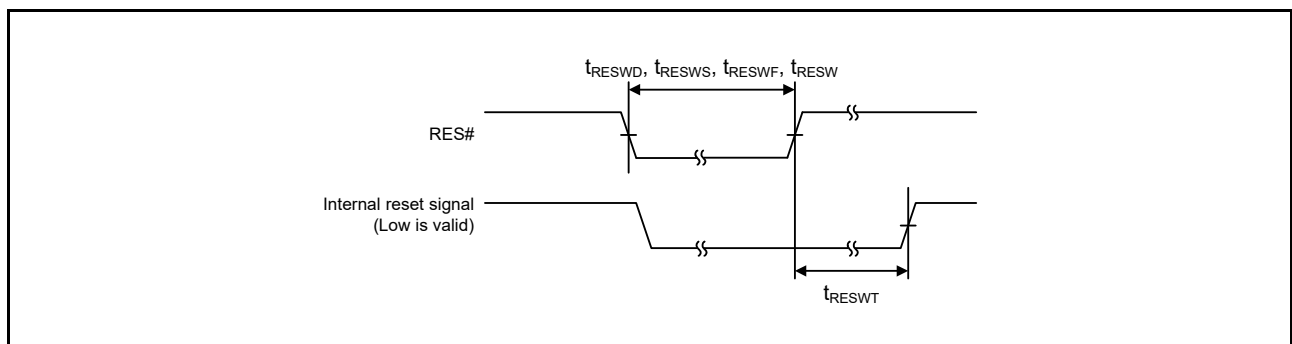 tRESWD, tRESWS, tRESWF, tRESW
RES#
Internal reset signal
(Low is valid)
tRESWT